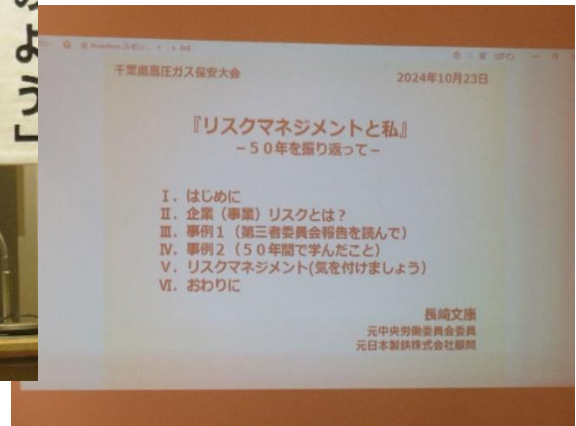 のよう」
千葉県高圧ガス保安大会
2024年10月23日
『リスクマネジメントと私』
－５０年を振り返って－
Ⅰ．はじめに
Ⅱ．企業（事業）リスクとは？
Ⅲ．事例１（第三者委員会報告を読んで）
Ⅳ．事例２（５０年間で学んだこと）
Ⅴ．リスクマネジメント(気を付けましょう）
Ⅵ．おわりに
長崎文康
元中央労働委員会委員
元日本製鉄株式会社顧問